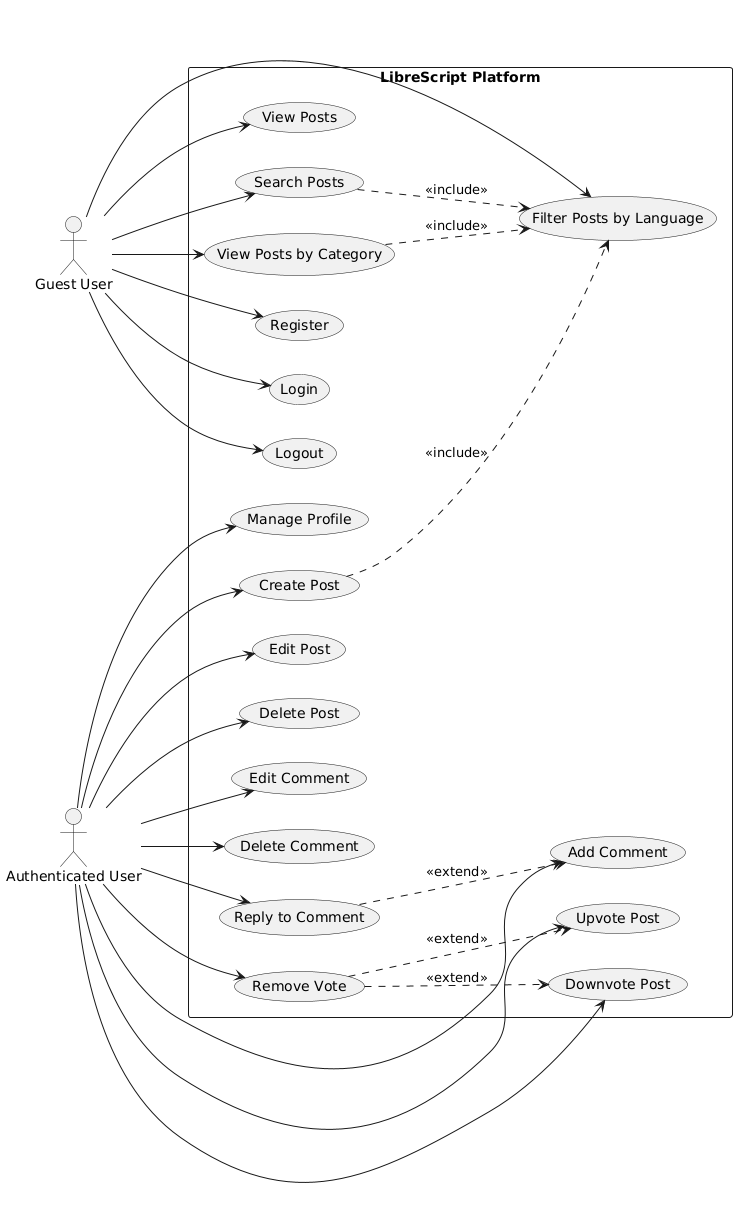 LibreScript Platform
View Posts
Search Posts
«include»
Filter Posts by Language
«include»
View Posts by Category
Guest User
Register
Login
Logout
«include»
Manage Profile
Create Post
Edit Post
Delete Post
Edit Comment
Delete Comment
Add Comment
Authenticated User
«extend»
Reply to Comment
Upvote Post
«extend»
«extend»
Remove Vote
Downvote Post